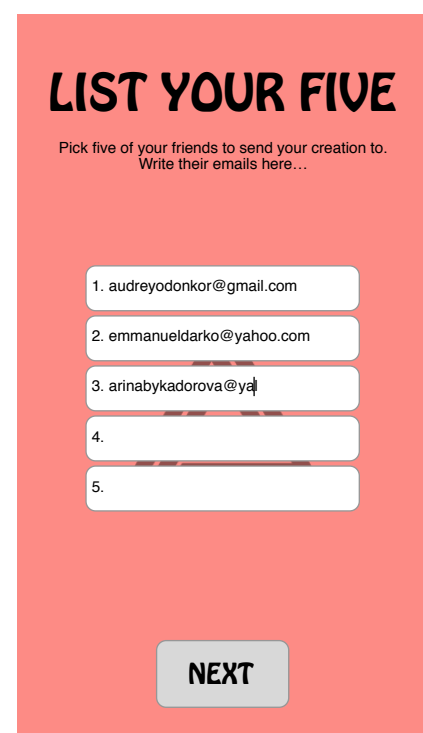 LIST YOUR FIVE
Pick five of your friends to send your creation to.
Write their emails here…
1. audreyodonkor@gmail.com
2. emmanueldarko@yahoo.com
3. arinabykadorova@yal
4.
5.
NEXT